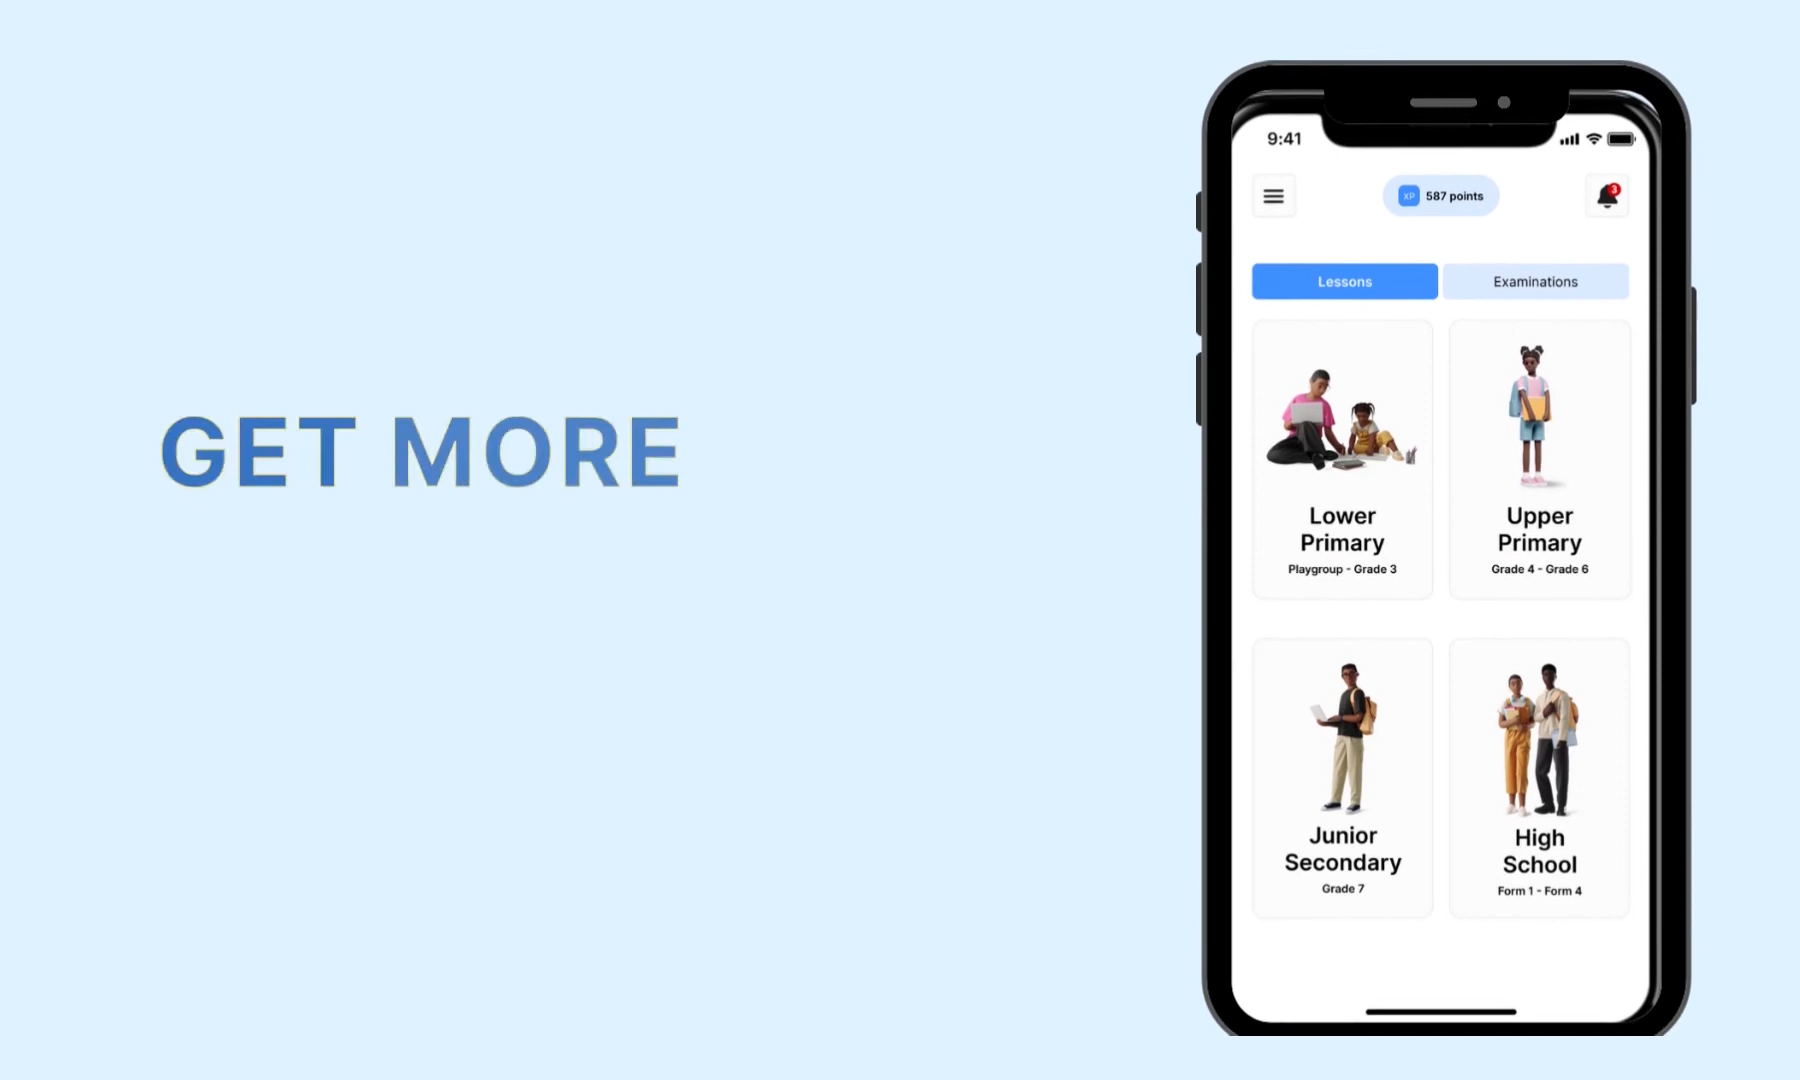 GET MORE
9:41
XP 587 points
3
Lessons Examinations
Lower
Primary
Playgroup - Grade 3
Upper
Primary
Grade 4 - Grade 6
Junior
Secondary
Grade 7
High
School
Form 1 - Form 4